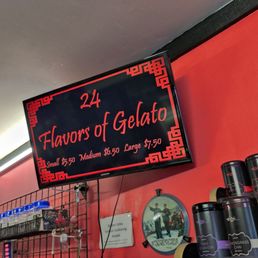 24
Flavors of Gelato
Small $5.50 Medium $6.50 Large $7.50